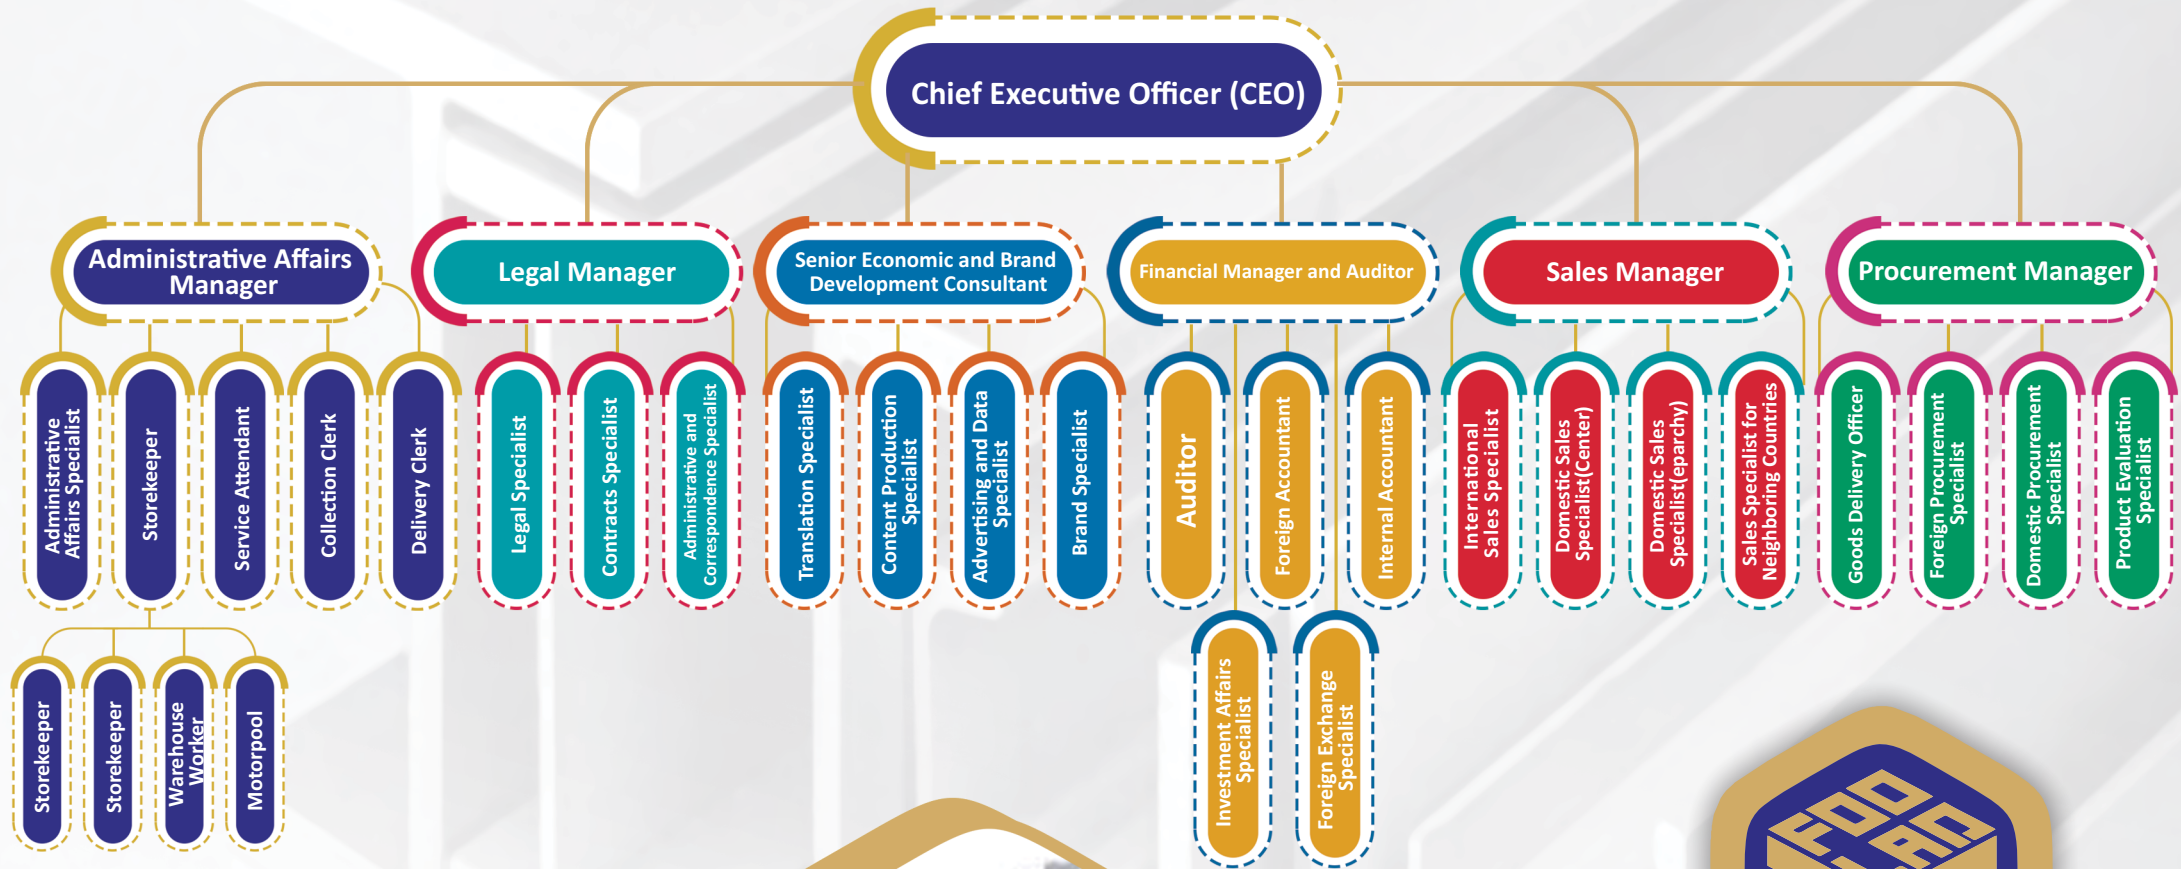 Chief Executive Officer (CEO)
Administrative Affairs
Manager
Legal Manager
Senior Economic and Brand
Development Consultant
Financial Manager and Auditor
Sales Manager
Procurement Manager
Administrative
Affairs Specialist
Storekeeper
Service Attendant
Collection Clerk
Delivery Clerk
Legal Specialist
Contracts Specialist
Administrative and
Correspondence Specialist
Translation Specialist
Content Production
Specialist
Advertising and Data
Specialist
Brand Specialist
Auditor
Foreign Accountant
Internal Accountant
International
Sales Specialist
Domestic Sales
Specialist(Center)
Domestic Sales
Specialist(eparchy)
Sales Specialist for
Neighboring Countries
Goods Delivery Officer
Foreign Procurement
Specialist
Domestic Procurement
Specialist
Product Evaluation
Specialist
Storekeeper
Storekeeper
Warehouse
Worker
Motorpool
Investment Affairs
Specialist
Foreign Exchange
Specialist